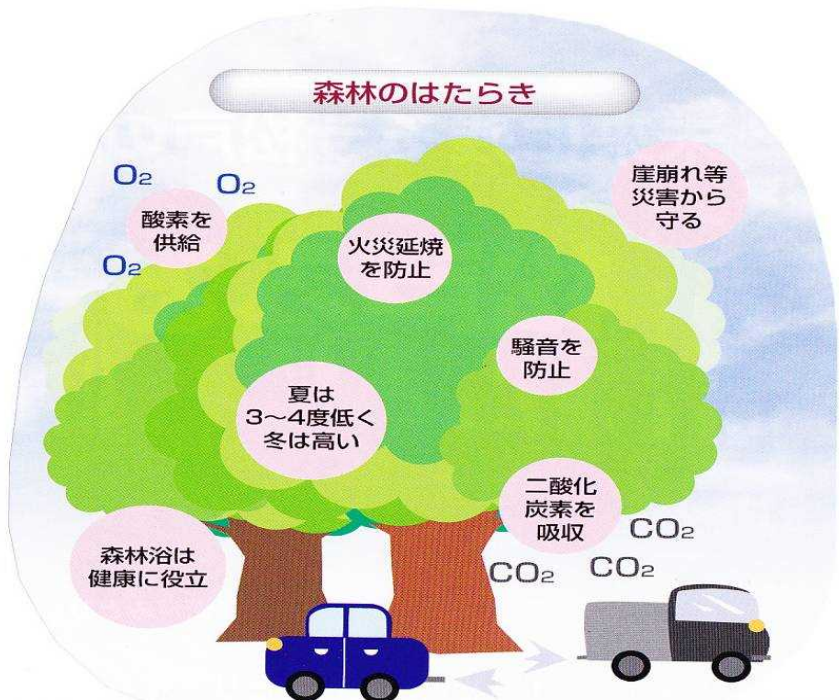 森林のはたらき
O₂
O₂
酸素を
供給
O₂
火災延焼
を防止
崖崩れ等
災害から
守る
騒音を
防止
夏は
3～4度低く
冬は高い
二酸化
炭素を
吸収
CO₂
CO₂
CO₂
森林浴は
健康に役立